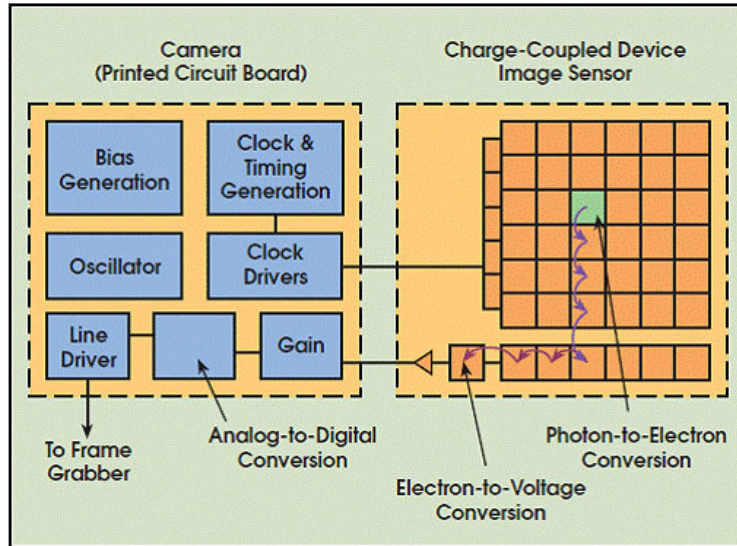 Camera
(Printed Circuit Board)
Charge-Coupled Device
Image Sensor
Bias
Generation
Clock &
Timing
Generation
Oscillator
Clock
Drivers
Line
Driver
Gain
To Frame
Grabber
Analog-to-Digital
Conversion
Electron-to-Voltage
Conversion
Photon-to-Electron
Conversion